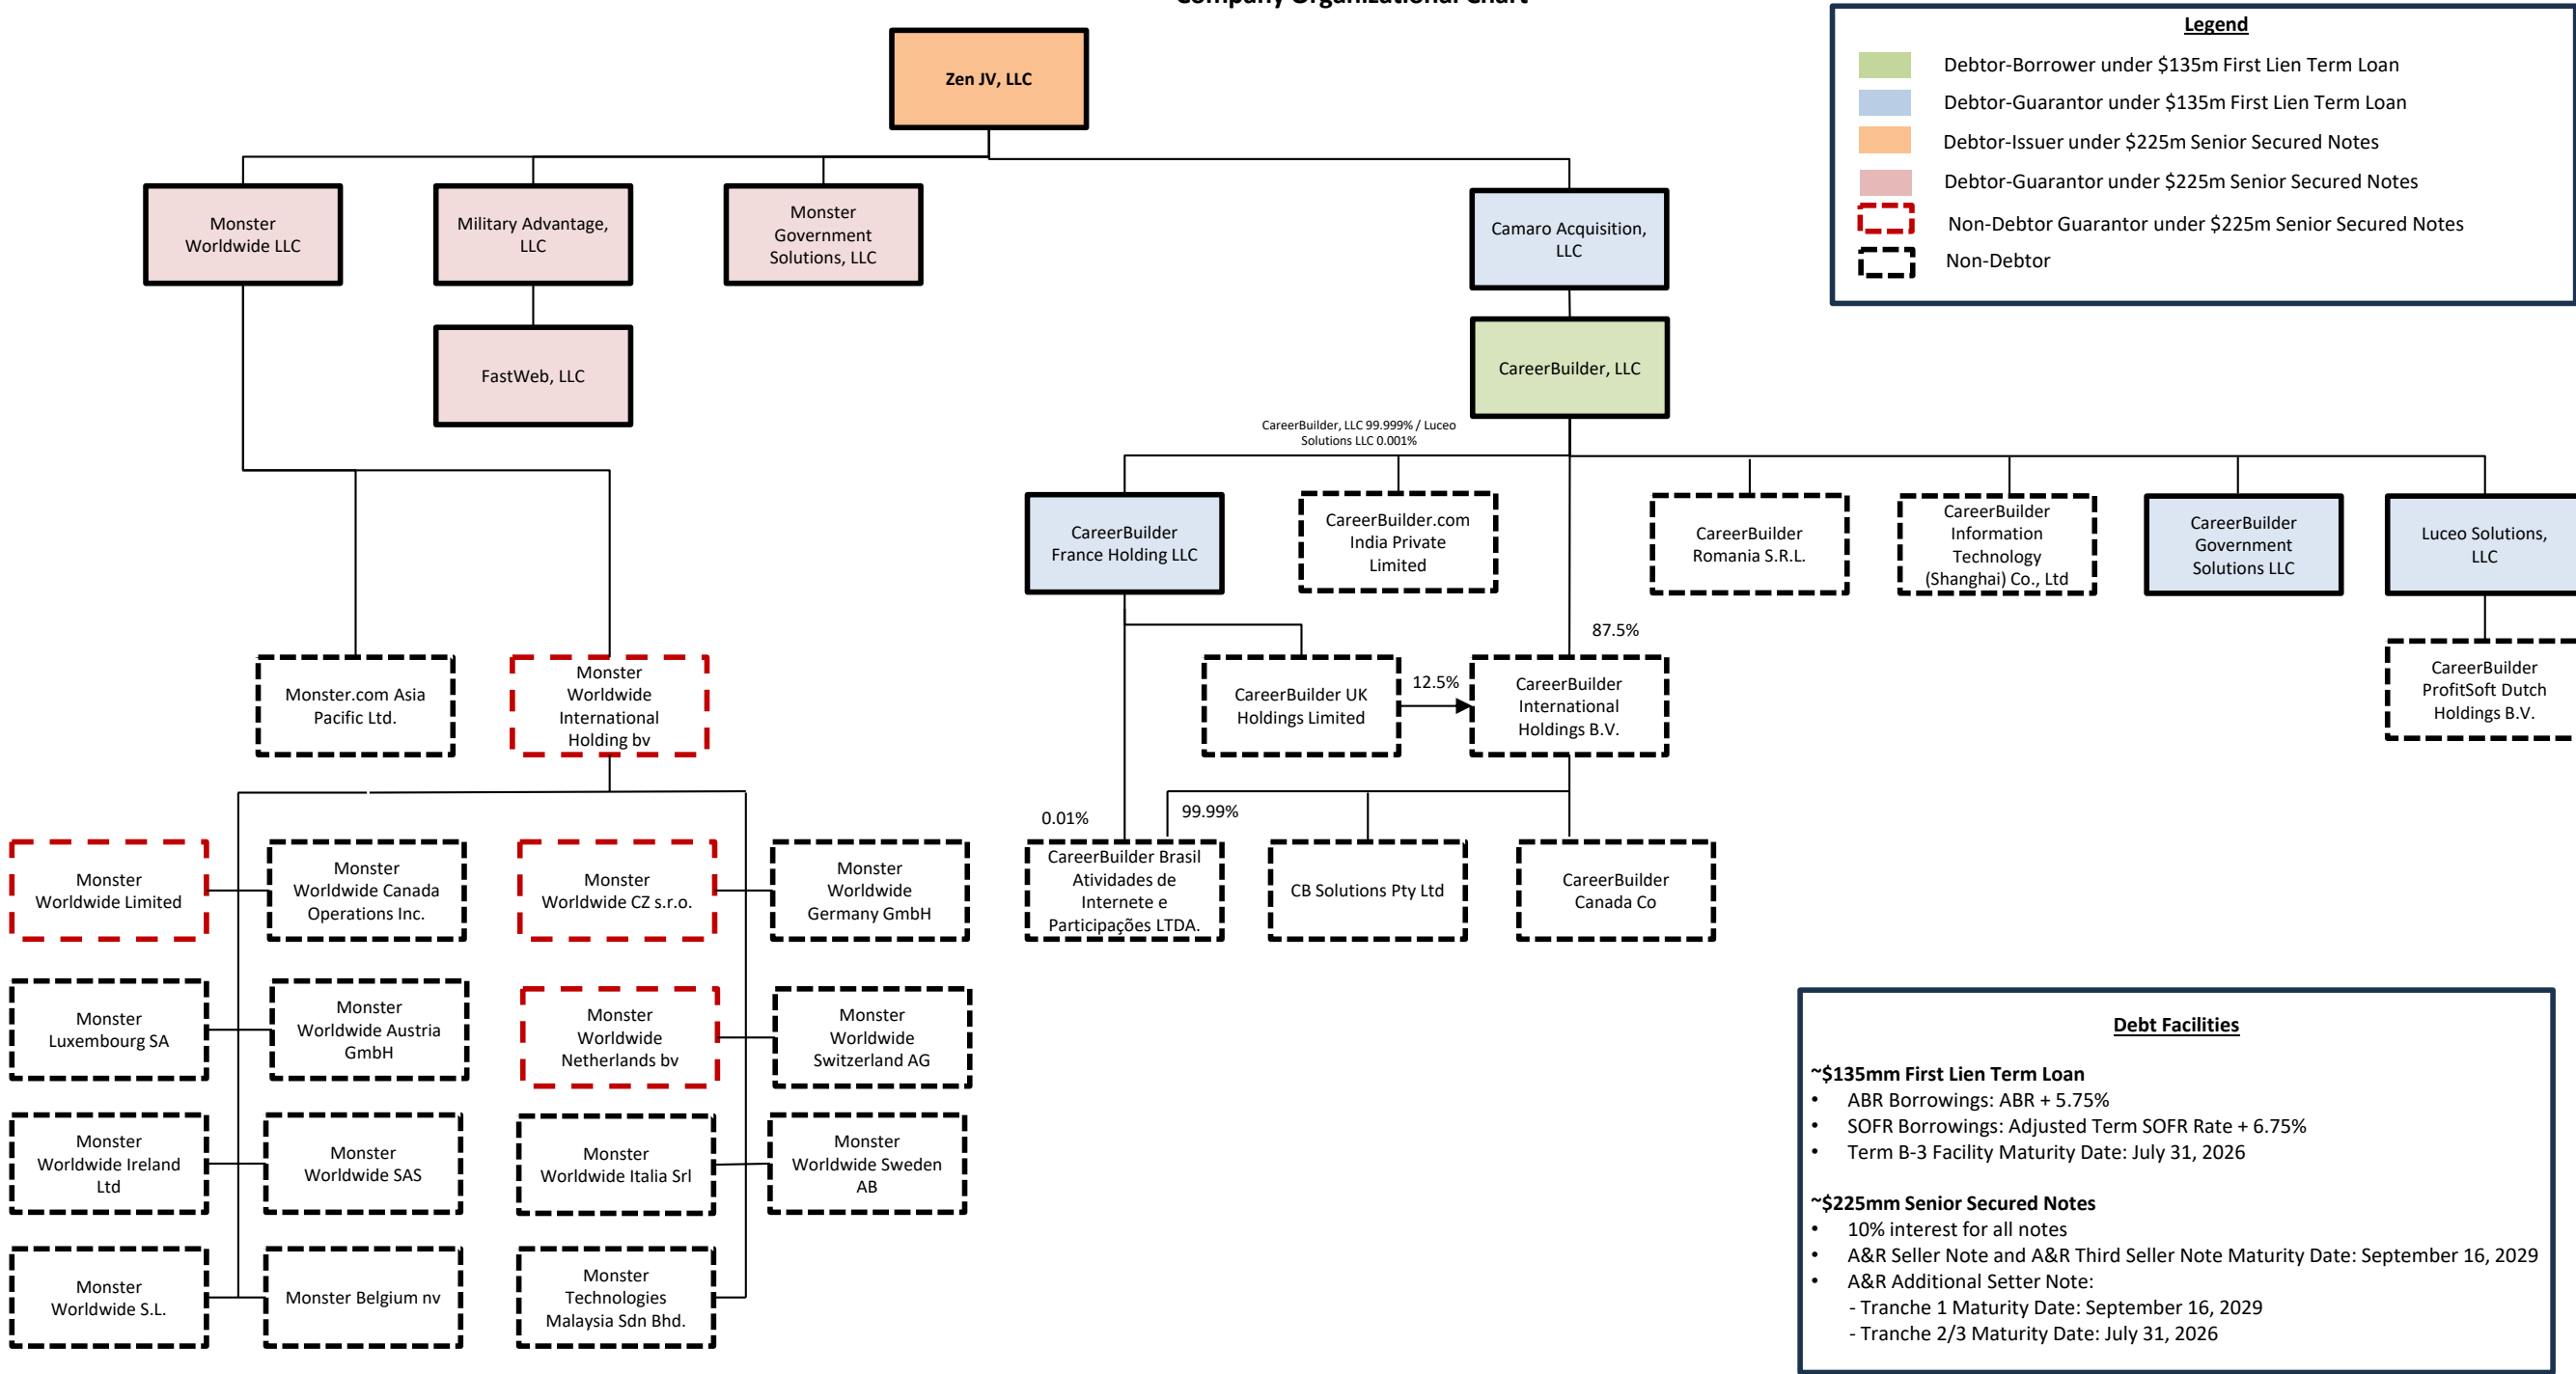 Company Organizational Chart
Legend
Debtor-Borrower under $135m First Lien Term Loan
Debtor-Guarantor under $135m First Lien Term Loan
Debtor-Issuer under $225m Senior Secured Notes
Debtor-Guarantor under $225m Senior Secured Notes
Non-Debtor Guarantor under $225m Senior Secured Notes
Non-Debtor
Zen JV, LLC
Monster
Worldwide LLC
Military Advantage,
LLC
Monster
Government
Solutions, LLC
Camaro Acquisition,
LLC
FastWeb, LLC
CareerBuilder, LLC
CareerBuilder, LLC 99.999% / Luceo
Solutions LLC 0.001%
CareerBuilder
France Holding LLC
CareerBuilder.com
India Private
Limited
CareerBuilder
Romania S.R.L.
CareerBuilder
Information
Technology
(Shanghai) Co., Ltd
CareerBuilder
Government
Solutions LLC
Luceo Solutions,
LLC
87.5%
Monster.com Asia
Pacific Ltd.
Monster
Worldwide
International
Holding bv
CareerBuilder UK
Holdings Limited
12.5%
CareerBuilder
International
Holdings B.V.
CareerBuilder
ProfitSoft Dutch
Holdings B.V.
0.01%
99.99%
Monster
Worldwide Limited
Monster
Worldwide Canada
Operations Inc.
Monster
Worldwide CZ s.r.o.
Monster
Worldwide
Germany GmbH
CareerBuilder Brasil
Atividades de
Internete e
Participações LTDA.
CB Solutions Pty Ltd
CareerBuilder
Canada Co
Monster
Luxembourg SA
Monster
Worldwide Austria
GmbH
Monster
Worldwide
Netherlands bv
Monster
Worldwide
Switzerland AG
Monster
Worldwide Ireland
Ltd
Monster
Worldwide SAS
Monster
Worldwide Italia Srl
Monster
Worldwide Sweden
AB
Monster
Worldwide S.L.
Monster Belgium nv
Monster
Technologies
Malaysia Sdn Bhd.
Debt Facilities
~$135mm First Lien Term Loan
• ABR Borrowings: ABR + 5.75%
• SOFR Borrowings: Adjusted Term SOFR Rate + 6.75%
• Term B-3 Facility Maturity Date: July 31, 2026
~$225mm Senior Secured Notes
• 10% interest for all notes
• A&R Seller Note and A&R Third Seller Note Maturity Date: September 16, 2029
• A&R Additional Setter Note:
- Tranche 1 Maturity Date: September 16, 2029
- Tranche 2/3 Maturity Date: July 31, 2026